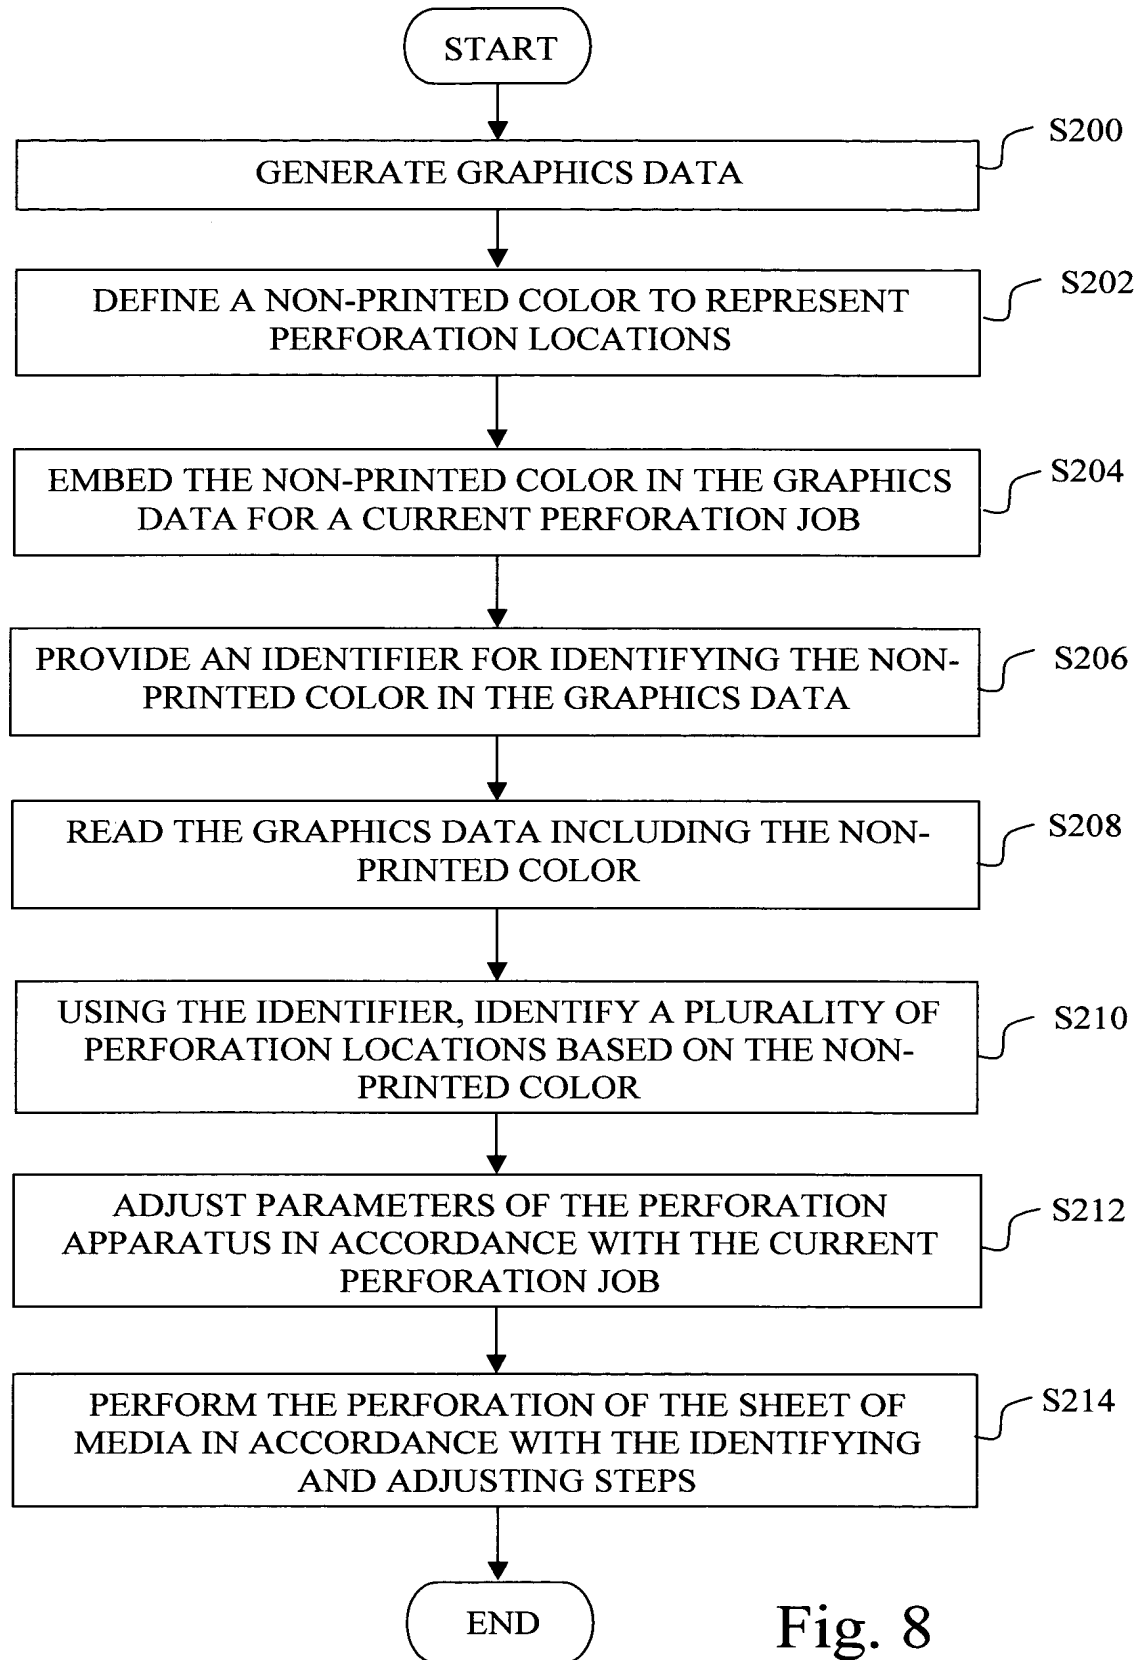 START
S200
GENERATE GRAPHICS DATA
S202
DEFINE A NON-PRINTED COLOR TO REPRESENT
PERFORATION LOCATIONS
S204
EMBED THE NON-PRINTED COLOR IN THE GRAPHICS
DATA FOR A CURRENT PERFORATION JOB
S206
PROVIDE AN IDENTIFIER FOR IDENTIFYING THE NON-
PRINTED COLOR IN THE GRAPHICS DATA
S208
READ THE GRAPHICS DATA INCLUDING THE NON-
PRINTED COLOR
S210
USING THE IDENTIFIER, IDENTIFY A PLURALITY OF
PERFORATION LOCATIONS BASED ON THE NON-
PRINTED COLOR
S212
ADJUST PARAMETERS OF THE PERFORATION
APPARATUS IN ACCORDANCE WITH THE CURRENT
PERFORATION JOB
S214
PERFORM THE PERFORATION OF THE SHEET OF
MEDIA IN ACCORDANCE WITH THE IDENTIFYING
AND ADJUSTING STEPS
END
Fig. 8